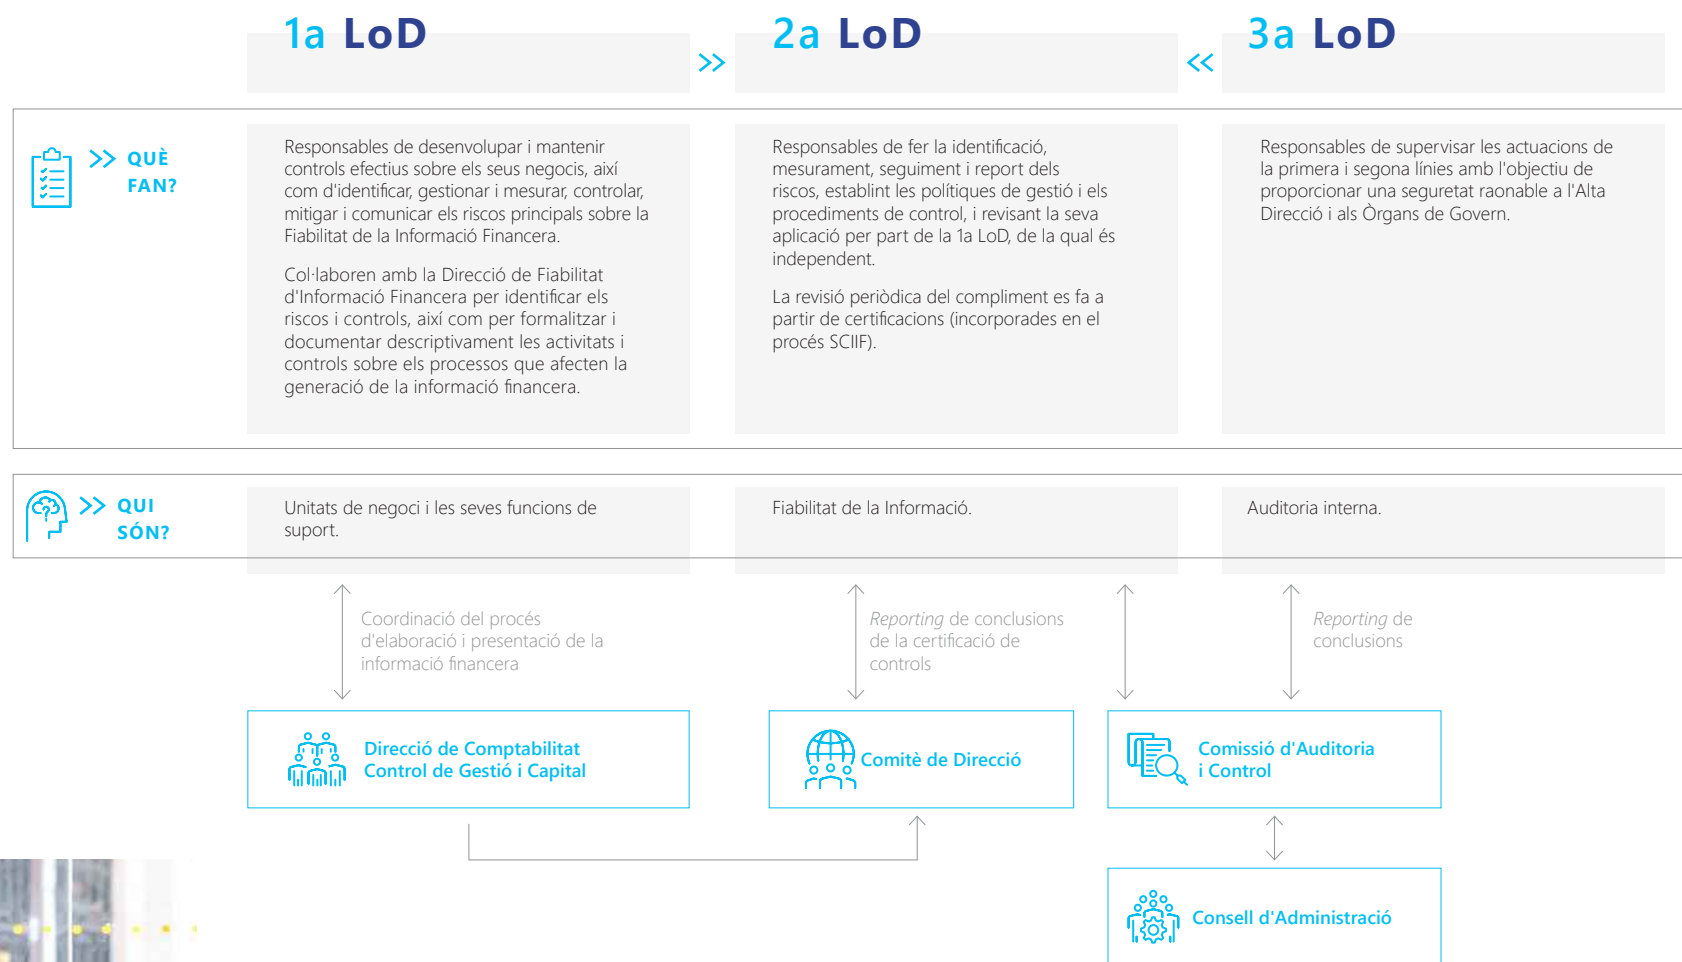 1a LoD
>>
2a LoD
<<
3a LoD
>> QUÈ
FAN?
Responsables de desenvolupar i mantenir
controls efectius sobre els seus negocis, així
com d'identificar, gestionar i mesurar, controlar,
mitigar i comunicar els riscos principals sobre la
Fiabilitat de la Informació Financera.
Col·laboren amb la Direcció de Fiabilitat
d'Informació Financera per identificar els
riscos i controls, així com per formalitzar i
documentar descriptivament les activitats i
controls sobre els processos que afecten la
generació de la informació financera.
Responsables de fer la identificació,
mesurament, seguiment i report dels
riscos, establint les polítiques de gestió i els
procediments de control, i revisant la seva
aplicació per part de la 1a LoD, de la qual és
independent.
La revisió periòdica del compliment es fa a
partir de certificacions (incorporades en el
procés SCIIF).
Responsables de supervisar les actuacions de
la primera i segona línies amb l'objectiu de
proporcionar una seguretat raonable a l'Alta
Direcció i als Òrgans de Govern.
>> QUI
SÓN?
Unitats de negoci i les seves funcions de
suport.
Fiabilitat de la Informació.
Auditoria interna.
Coordinació del procés
d'elaboració i presentació de la
informació financera
Reporting de conclusions
de la certificació de
controls
Reporting de
conclusions
Direcció de Comptabilitat
Control de Gestió i Capital
Comitè de Direcció
Comissió d'Auditoria
i Control
Consell d'Administració